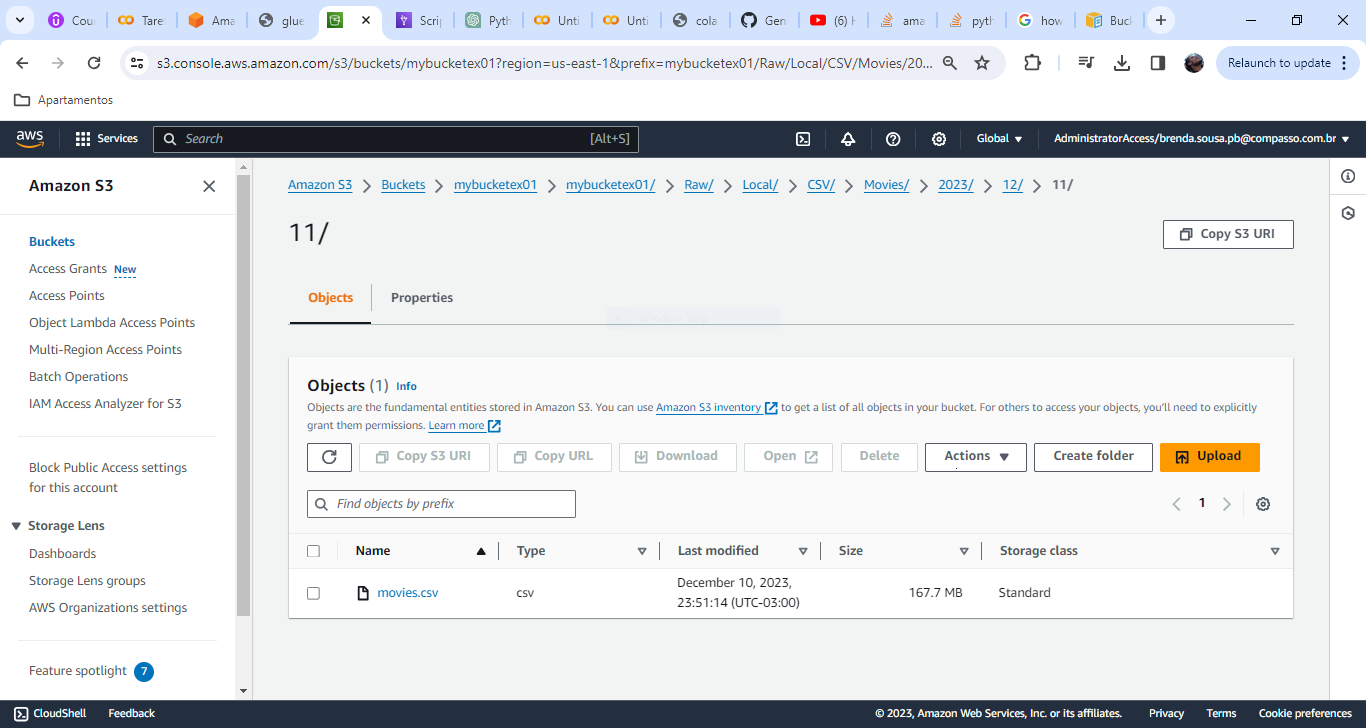 Cour
Taref
Ama
glue
Scrip
Pyth
Unti
Unti
cola
Gen
(6) H
ama
pyth
how
Buck
s3.console.aws.amazon.com/s3/buckets/mybucketex01?region=us-east-1&prefix=mybucketex01/Raw/Local/CSV/Movies/20...
Relaunch to update
Apartamentos
aws
Services
Search
[Alt+S]
Global
AdministratorAccess/brenda.sousa.pb@compasso.com.br
Amazon S3
Buckets
Access Grants New
Access Points
Object Lambda Access Points
Multi-Region Access Points
Batch Operations
IAM Access Analyzer for S3
Block Public Access settings
for this account
Storage Lens
Dashboards
Storage Lens groups
AWS Organizations settings
Feature spotlight 7
Amazon S3 > Buckets > mybucketex01 > mybucketex01/ > Raw/ > Local/ > CSV/ > Movies/ > 2023/ > 12/ > 11/
11/
Copy S3 URI
Objects
Properties
Objects (1) Info
Objects are the fundamental entities stored in Amazon S3. You can use Amazon S3 inventory to get a list of all objects in your bucket. For others to access your objects, you'll need to explicitly
grant them permissions. Learn more
Copy S3 URI
Copy URL
Download
Open
Delete
Actions
Create folder
Upload
Find objects by prefix
1
Name
Type
Last modified
Size
Storage class
movies.csv
csv
December 10, 2023,
23:51:14 (UTC-03:00)
167.7 MB
Standard
CloudShell
Feedback
© 2023, Amazon Web Services, Inc. or its affiliates.
Privacy
Terms
Cookie preferences